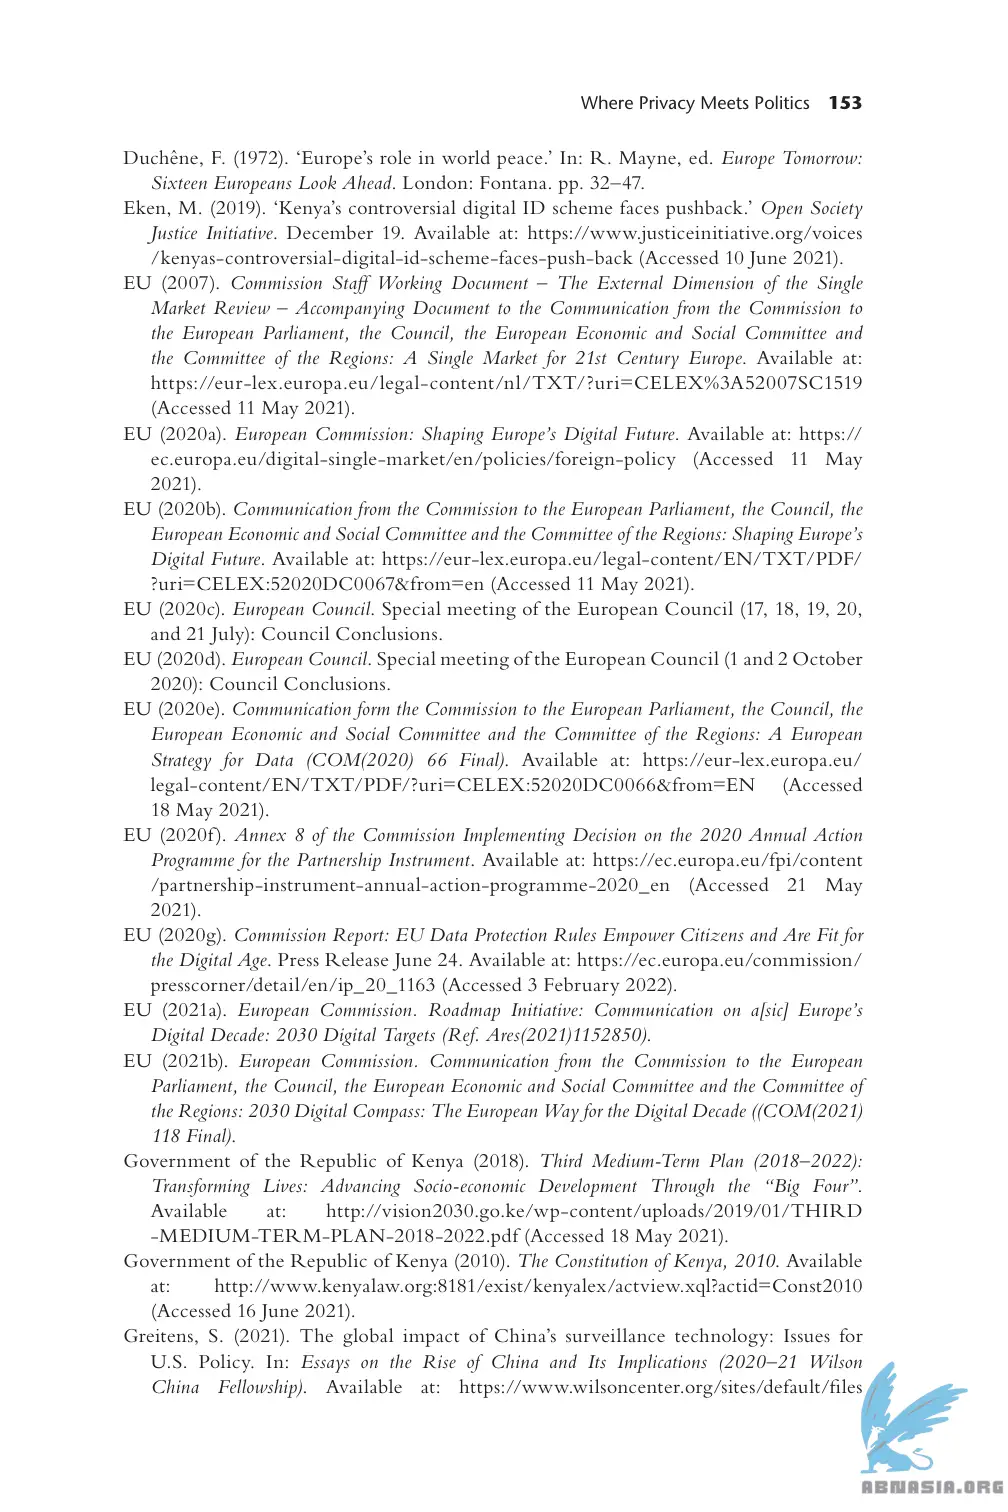 Where Privacy Meets Politics 153
Duchêne, F. (1972). ‘Europe’s role in world peace.’ In: R. Mayne, ed. Europe Tomorrow:
Sixteen Europeans Look Ahead. London: Fontana. pp. 32–47.
Eken, M. (2019). ‘Kenya’s controversial digital ID scheme faces pushback.’ Open Society
Justice Initiative. December 19. Available at: https://www.justiceinitiative.org/voices
/kenyas-controversial-digital-id-scheme-faces-push-back (Accessed 10 June 2021).
EU (2007). Commission Staff Working Document – The External Dimension of the Single
Market Review – Accompanying Document to the Communication from the Commission to
the European Parliament, the Council, the European Economic and Social Committee and
the Committee of the Regions: A Single Market for 21st Century Europe. Available at:
https://eur-lex.europa.eu/legal-content/nl/TXT/?uri=CELEX%3A52007SC1519
(Accessed 11 May 2021).
EU (2020a). European Commission: Shaping Europe’s Digital Future. Available at: https://
ec.europa.eu/digital-single-market/en/policies/foreign-policy (Accessed 11 May
2021).
EU (2020b). Communication from the Commission to the European Parliament, the Council, the
European Economic and Social Committee and the Committee of the Regions: Shaping Europe’s
Digital Future. Available at: https://eur-lex.europa.eu/legal-content/EN/TXT/PDF/
?uri=CELEX:52020DC0067&from=en (Accessed 11 May 2021).
EU (2020c). European Council. Special meeting of the European Council (17, 18, 19, 20,
and 21 July): Council Conclusions.
EU (2020d). European Council. Special meeting of the European Council (1 and 2 October
2020): Council Conclusions.
EU (2020e). Communication form the Commission to the European Parliament, the Council, the
European Economic and Social Committee and the Committee of the Regions: A European
Strategy for Data (COM(2020) 66 Final). Available at: https://eur-lex.europa.eu/
legal-content/EN/TXT/PDF/?uri=CELEX:52020DC0066&from=EN (Accessed
18 May 2021).
EU (2020f). Annex 8 of the Commission Implementing Decision on the 2020 Annual Action
Programme for the Partnership Instrument. Available at: https://ec.europa.eu/fpi/content
/partnership-instrument-annual-action-programme-2020_en (Accessed 21 May
2021).
EU (2020g). Commission Report: EU Data Protection Rules Empower Citizens and Are Fit for
the Digital Age. Press Release June 24. Available at: https://ec.europa.eu/commission/
presscorner/detail/en/ip_20_1163 (Accessed 3 February 2022).
EU (2021a). European Commission. Roadmap Initiative: Communication on a[sic] Europe’s
Digital Decade: 2030 Digital Targets (Ref. Ares(2021)1152850).
EU (2021b). European Commission. Communication from the Commission to the European
Parliament, the Council, the European Economic and Social Committee and the Committee of
the Regions: 2030 Digital Compass: The European Way for the Digital Decade ((COM(2021)
118 Final).
Government of the Republic of Kenya (2018). Third Medium-Term Plan (2018–2022):
Transforming Lives: Advancing Socio-economic Development Through the “Big Four”.
Available at: http://vision2030.go.ke/wp-content/uploads/2019/01/THIRD
-MEDIUM-TERM-PLAN-2018-2022.pdf (Accessed 18 May 2021).
Government of the Republic of Kenya (2010). The Constitution of Kenya, 2010. Available
at: http://www.kenyalaw.org:8181/exist/kenyalex/actview.xql?actid=Const2010
(Accessed 16 June 2021).
Greitens, S. (2021). The global impact of China’s surveillance technology: Issues for
U.S. Policy. In: Essays on the Rise of China and Its Implications (2020–21 Wilson
China Fellowship). Available at: https://www.wilsoncenter.org/sites/default/files
ABNASIA.ORG